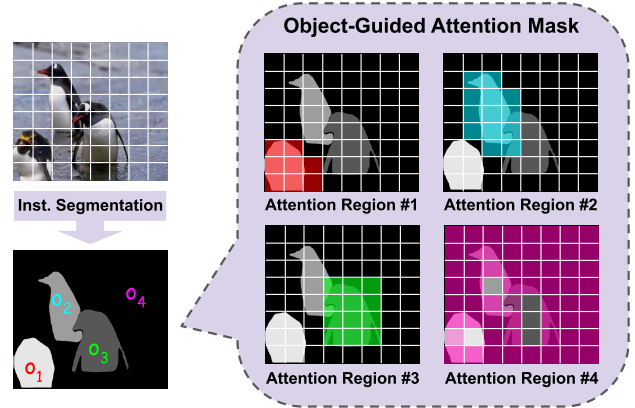 Object-Guided Attention Mask
Inst. Segmentation
Attention Region #1
Attention Region #2
O2
O4
O3
O1
Attention Region #3
Attention Region #4